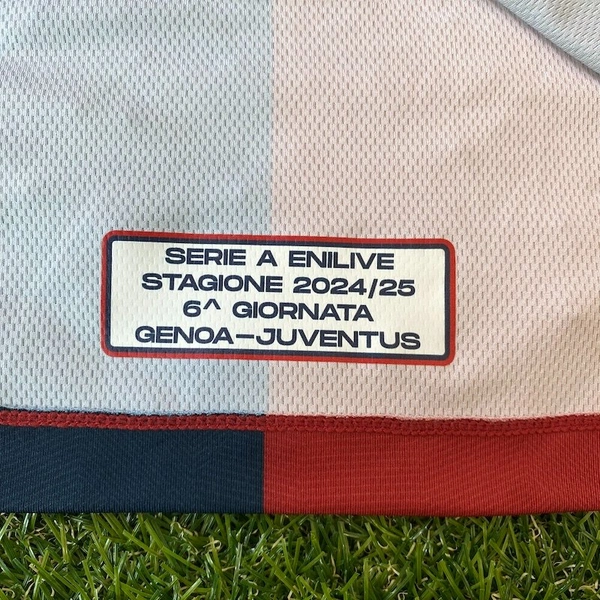 SERIE A ENILIVE
STAGIONE 2024/25
6^ GIORNATA
GENOA-JUVENTUS